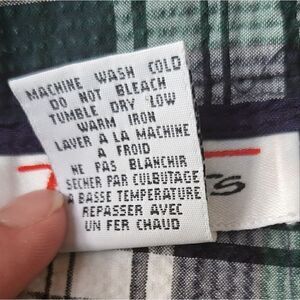 MACHINE WASH COLD
DO NOT BLEACH
TUMBLE DRY LOW
WARM IRON
LAVER A LA MACHINE
A FROID
NE PAS BLANCHIR
SECHER PAR CULBUTAGE
A BASSE TEMPERATURE
REPASSER AVEC
UN FER CHAUD